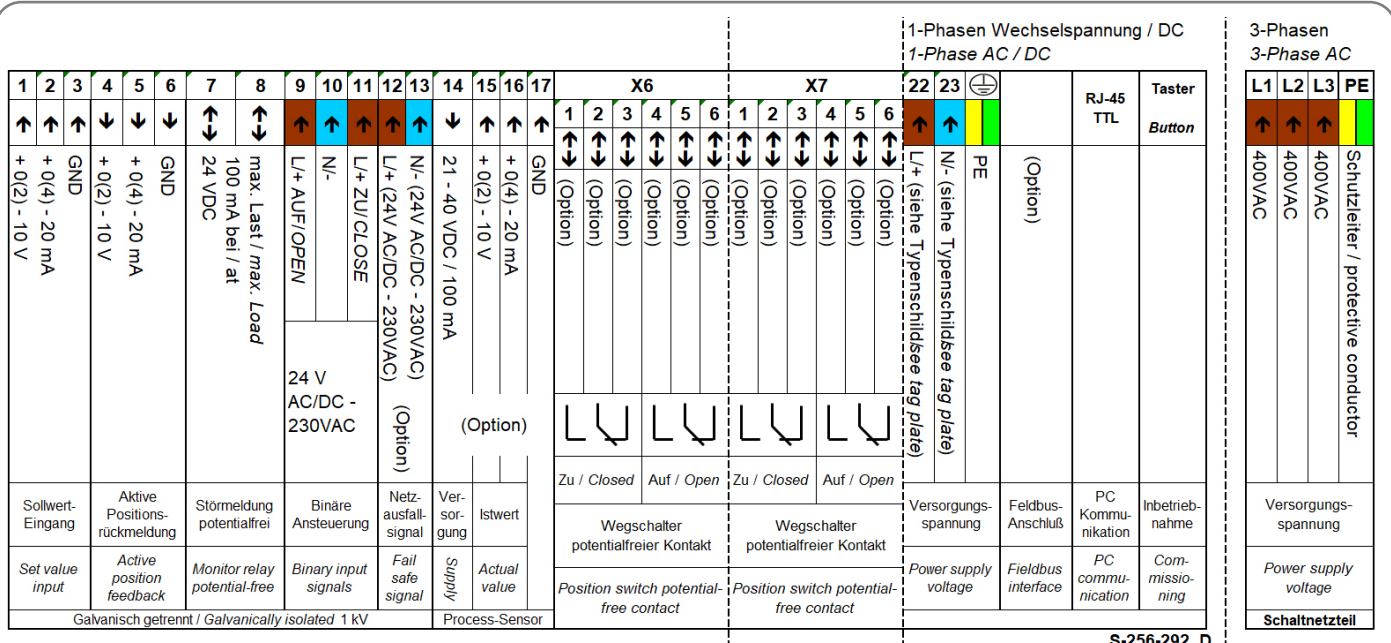 1-Phasen Wechselspannung / DC
1-Phase AC / DC
3-Phasen
3-Phase AC
1 2 3 4 5 6 7 8 9 10 11 12 13 14 15 16 17 X6 X7 22 23 RJ-45 TTL Taster
Button
L1 L2 L3 PE
1 2 3 4 5 6 1 2 3 4 5 6
+ 0(2) - 10 V
+ 0(4) - 20 mA
GND
+ 0(2) - 10 V
+ 0(4) - 20 mA
GND
24 VDC
100 mA bei / at
max. Last / max. Load
L/+ AUF/OPEN
N/-
L/+ ZU/CLOSE
24 V
AC/DC -
230VAC
L/+ (24V AC/DC - 230VAC)
N/- (24V AC/DC - 230VAC)
(Option)
21 - 40 VDC / 100 mA
+ 0(2) - 10 V
+ 0(4) - 20 mA
GND
(Option)
(Option)
(Option)
(Option)
(Option)
(Option)
(Option)
(Option)
(Option)
(Option)
(Option)
(Option)
(Option)
L/+ (siehe Typenschild/see tag plate)
N/- (siehe Typenschild/see tag plate)
PE
(Option)
400VAC
400VAC
400VAC
Schutzleiter / protective conductor
Zu / Closed
Auf / Open
Zu / Closed
Auf / Open
Sollwert-
Eingang
Aktive
Positions-
rückmeldung
Störmeldung
potentialfrei
Binäre
Ansteuerung
Netz-
ausfall-
signal
Ver-
sor-
gung
Istwert
Wegschalter
potentialfreier Kontakt
Wegschalter
potentialfreier Kontakt
Versorgungs-
spannung
Feldbus-
Anschluß
PC
Kommu-
nikation
Inbetrieb-
nahme
Versorgungs-
spannung
Set value
input
Active
position
feedback
Monitor relay
potential-free
Binary input
signals
Fail
safe
signal
Supply
Actual
value
Position switch potential-
free contact
Position switch potential-
free contact
Power supply
voltage
Fieldbus
interface
PC
commu-
nication
Com-
missio-
ning
Power supply
voltage
Galvanisch getrennt / Galvanically isolated 1 kV
Process-Sensor
Schaltnetzteil
S-256-292 D